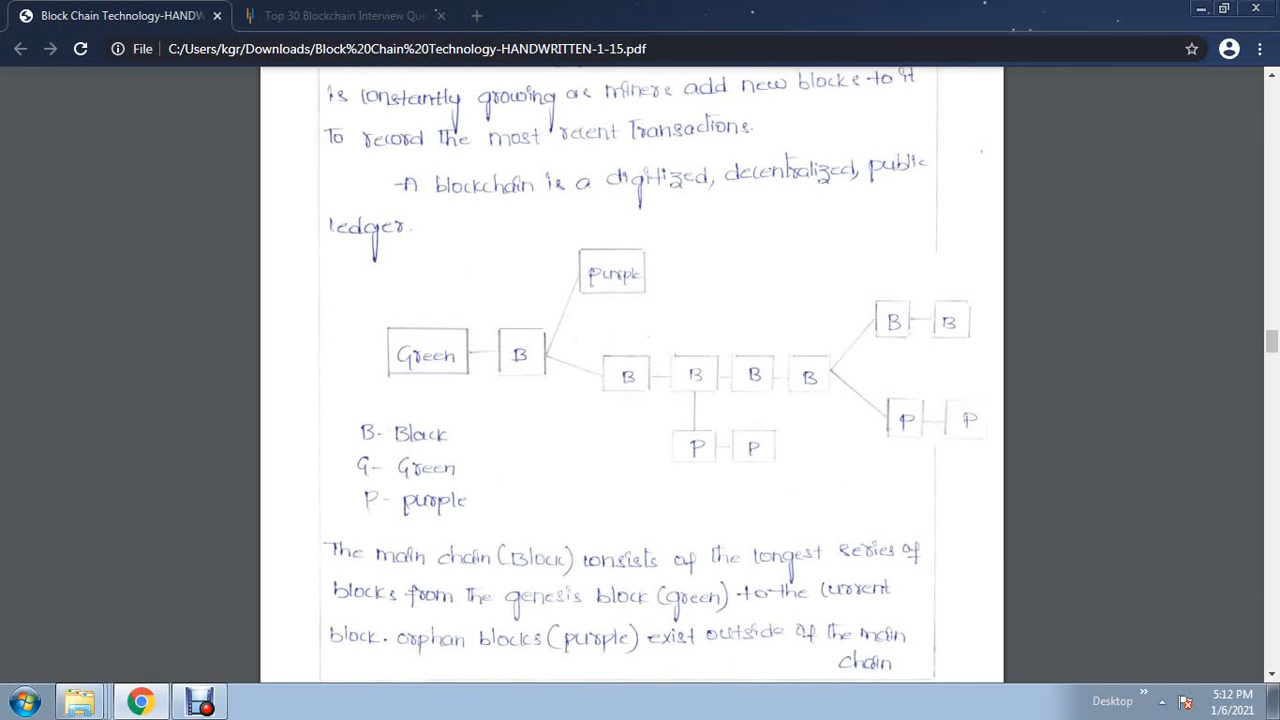 Block Chain Technology-HANDW
Top 30 Blockchain Interview Que
File C:/Users/kgr/Downloads/Block%20Chain%20Technology-HANDWRITTEN-1-15.pdf
is constantly growing as miners add new blocks to it
To record the most recent Transactions.
A blockchain is a digitized, decentralized, public
ledger.
purple
Green B
B B
B B B B
P P
P P
B- Black
G- Green
P- purple
The main chain (Block) consists of the longest series of
blocks from the genesis block (green) to the current
block. orphan blocks (purple) exist outside of the main
chain
Desktop
5:12 PM
1/6/2021